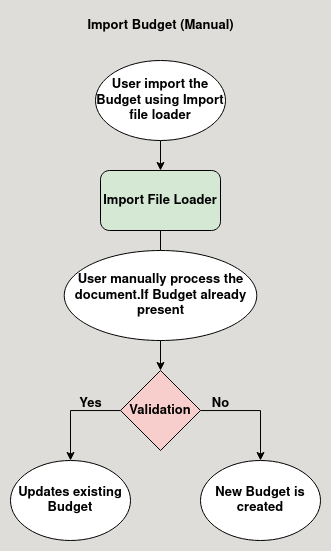 Import Budget (Manual)
User import the
Budget using Import
file loader
Import File Loader
User manually process the
document.If Budget already
present
Validation
Yes
No
Updates existing
Budget
New Budget is
created